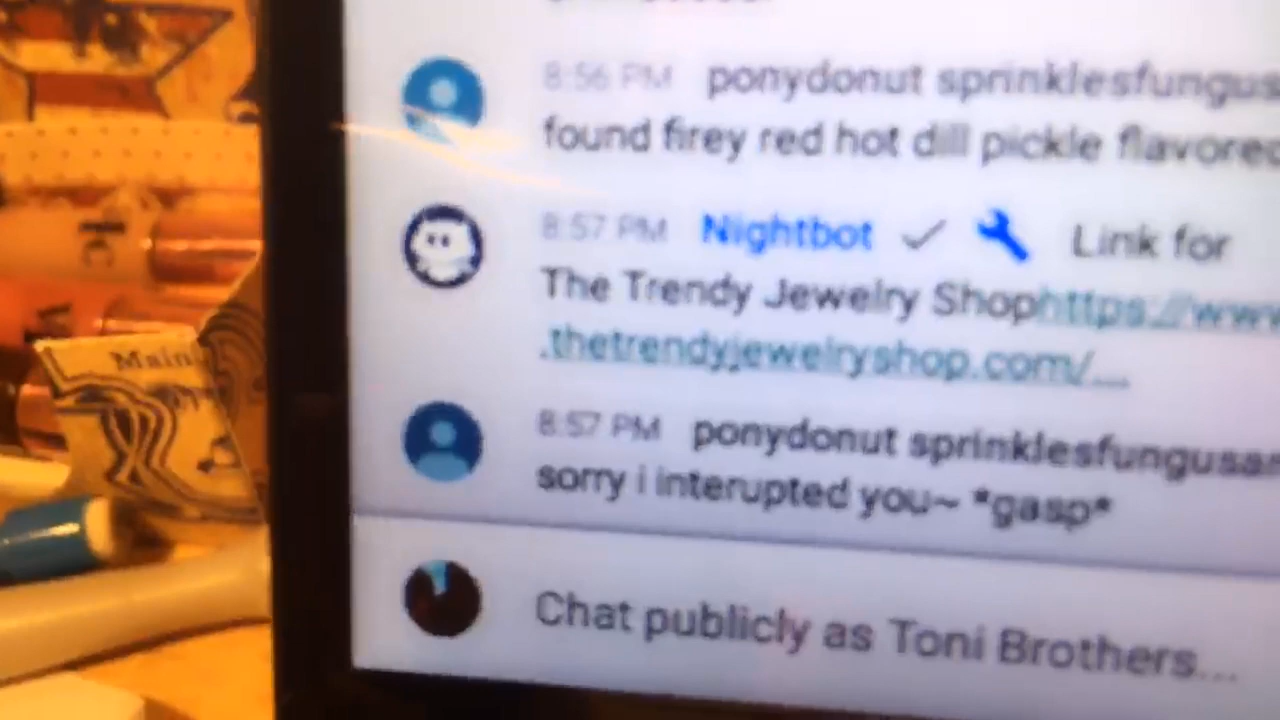 8:56 PM ponydonut sprinklesfungus
found firey red hot dill pickle flavored
8:57 PM Nightbot Link for
The Trendy Jewelry Shophttps://www
.thetrendyjewelryshop.com/...
8:57 PM ponydonut sprinklesfungusan
sorry i interupted you~ *gasp*
Chat publicly as Toni Brothers...
Main